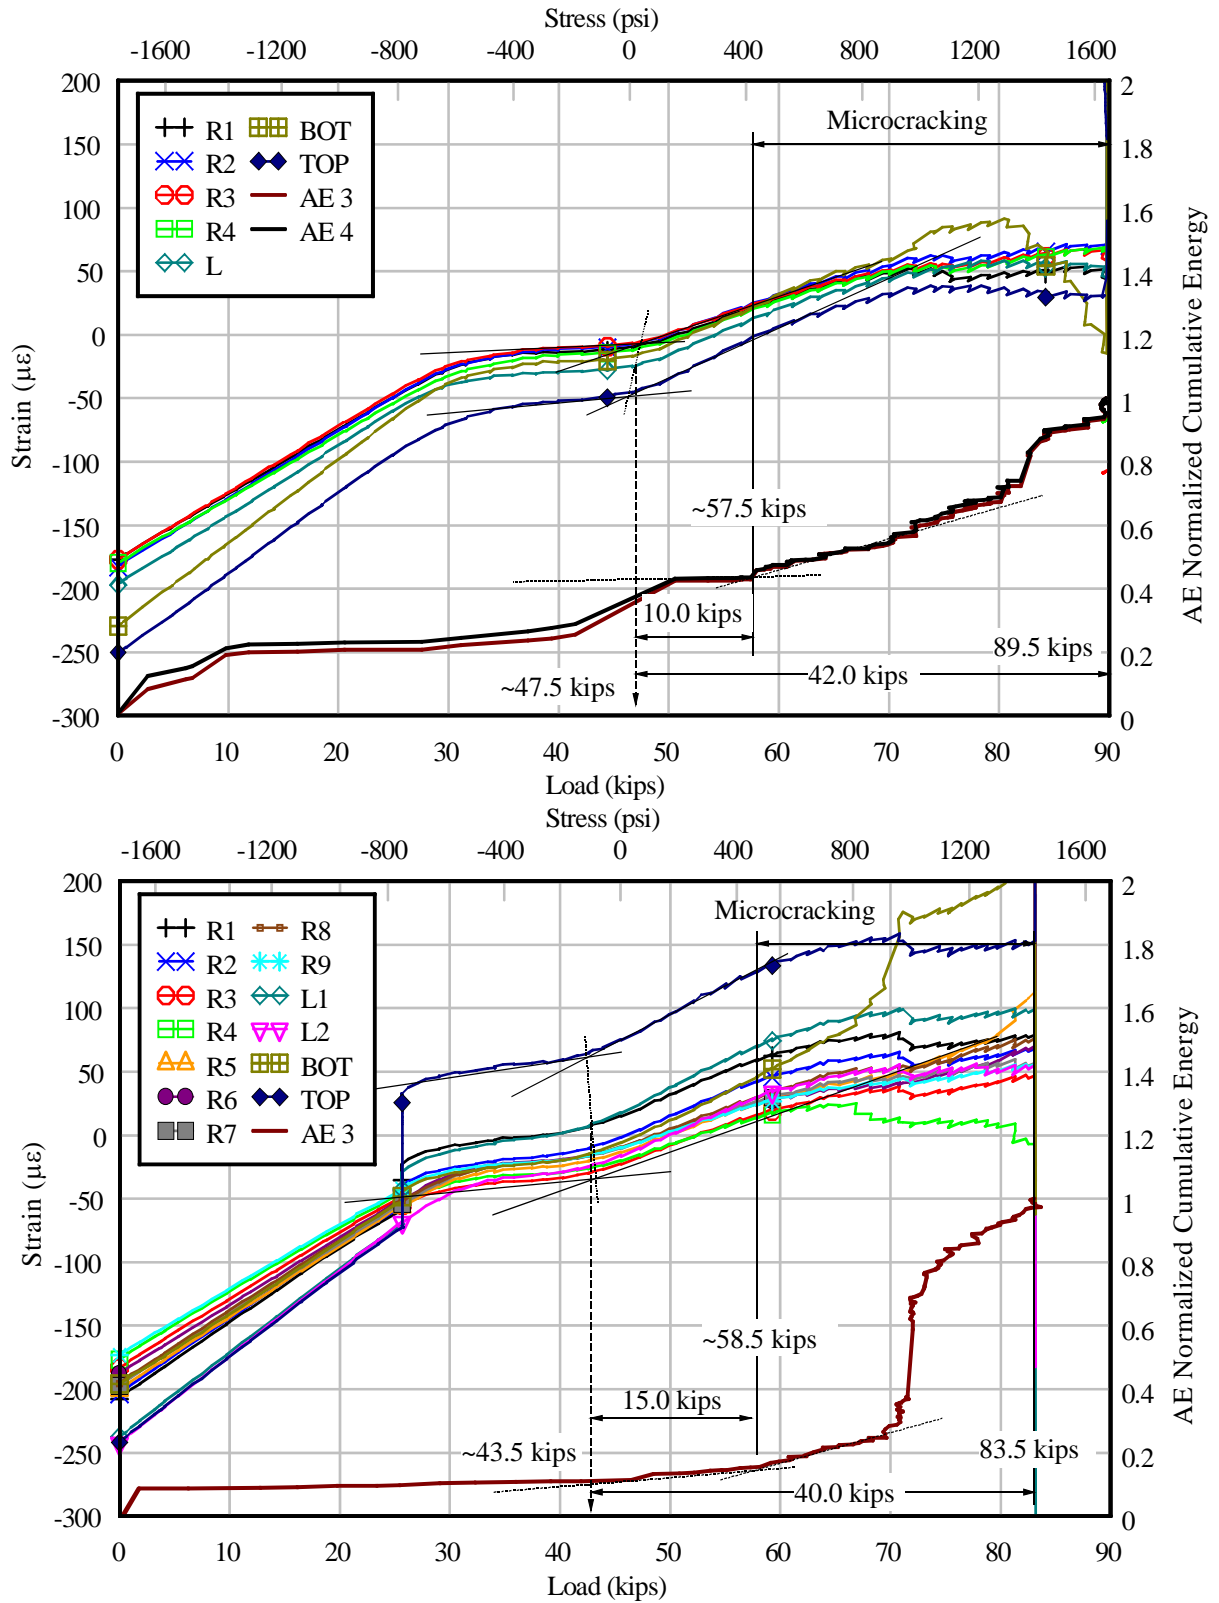 Stress (psi)
-1600 -1200 -800 -400 0 400 800 1200 1600
200 2
Microcracking
R1 BOT
R2 TOP
R3 AE 3
R4 AE 4
L
150 1.8
100 1.6
50 1.4
0 1.2
-50 1
-100 0.8
-150 0.6
-200 0.4
-250 0.2
-300 0
Strain (με)
AE Normalized Cumulative Energy
~57.5 kips
10.0 kips
89.5 kips
~47.5 kips
42.0 kips
0 10 20 30 40 50 60 70 80 90
Load (kips)
Stress (psi)
-1600 -1200 -800 -400 0 400 800 1200 1600
200 2
Microcracking
R1 R8
R2 R9
R3 L1
R4 L2
R5 BOT
R6 TOP
R7 AE 3
150 1.8
100 1.6
50 1.4
0 1.2
-50 1
-100 0.8
-150 0.6
-200 0.4
-250 0.2
-300 0
Strain (με)
AE Normalized Cumulative Energy
~58.5 kips
15.0 kips
~43.5 kips
83.5 kips
40.0 kips
0 10 20 30 40 50 60 70 80 90
Load (kips)